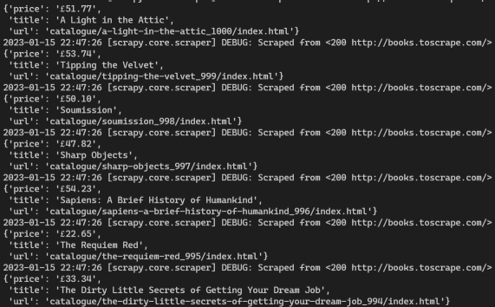 {'price': '£51.77',
'title': 'A Light in the Attic',
'url': 'catalogue/a-light-in-the-attic_1000/index.html'}
2023-01-15 22:47:26 [scrapy.core.scraper] DEBUG: Scraped from <200 http://books.toscrape.com/>
{'price': '£53.74',
'title': 'Tipping the Velvet',
'url': 'catalogue/tipping-the-velvet_999/index.html'}
2023-01-15 22:47:26 [scrapy.core.scraper] DEBUG: Scraped from <200 http://books.toscrape.com/>
{'price': '£50.10',
'title': 'Soumission',
'url': 'catalogue/soumission_998/index.html'}
2023-01-15 22:47:26 [scrapy.core.scraper] DEBUG: Scraped from <200 http://books.toscrape.com/>
{'price': '£47.82',
'title': 'Sharp Objects',
'url': 'catalogue/sharp-objects_997/index.html'}
2023-01-15 22:47:26 [scrapy.core.scraper] DEBUG: Scraped from <200 http://books.toscrape.com/>
{'price': '£54.23',
'title': 'Sapiens: A Brief History of Humankind',
'url': 'catalogue/sapiens-a-brief-history-of-humankind_996/index.html'}
2023-01-15 22:47:26 [scrapy.core.scraper] DEBUG: Scraped from <200 http://books.toscrape.com/>
{'price': '£22.65',
'title': 'The Requiem Red',
'url': 'catalogue/the-requiem-red_995/index.html'}
2023-01-15 22:47:26 [scrapy.core.scraper] DEBUG: Scraped from <200 http://books.toscrape.com/>
{'price': '£33.34',
'title': 'The Dirty Little Secrets of Getting Your Dream Job',
'url': 'catalogue/the-dirty-little-secrets-of-getting-your-dream-job_994/index.html'}